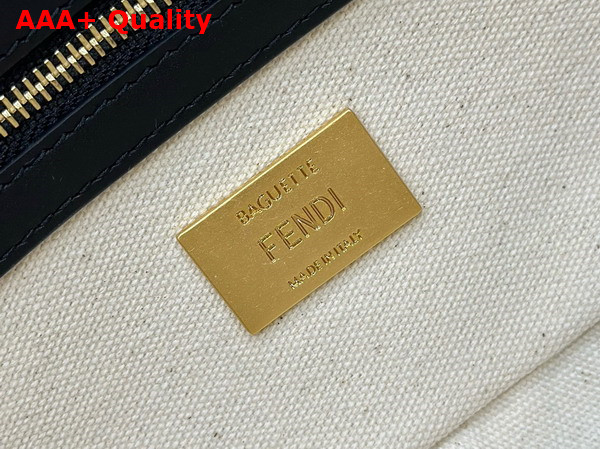 AAA+ Quality
BAGUETTE
FENDI
MADE IN ITALY